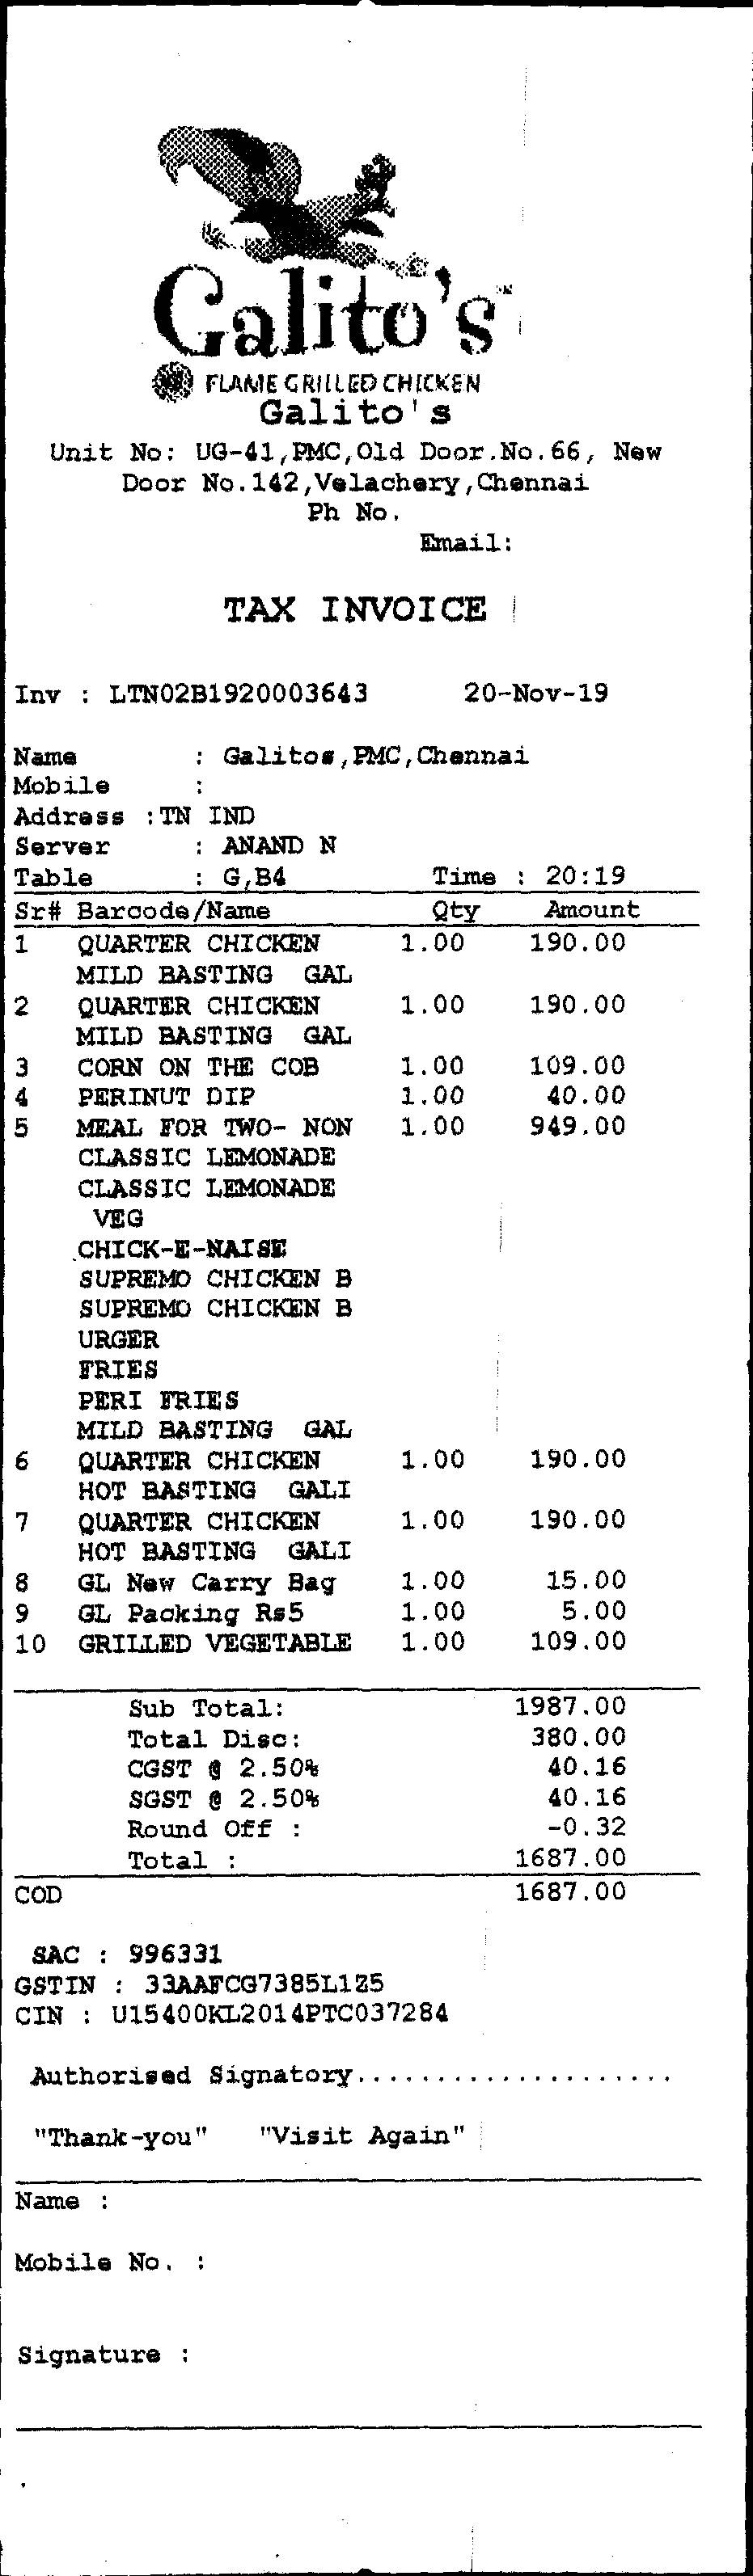 Galito's™
FLAME GRILLED CHICKEN
Galito's
Unit No: UG-41,PMC,Old Door.No.66, New
Door No.142,Velachery,Chennai
Ph No.
Email:
TAX INVOICE
Inv : LTN02B1920003643 20-Nov-19
Name : Galitos,PMC,Chennai
Mobile :
Address :TN IND
Server : ANAND N
Table : G,B4 Time : 20:19
Sr# Barcode/Name Qty Amount
1 QUARTER CHICKEN 1.00 190.00
MILD BASTING GAL
2 QUARTER CHICKEN 1.00 190.00
MILD BASTING GAL
3 CORN ON THE COB 1.00 109.00
4 PERINUT DIP 1.00 40.00
5 MEAL FOR TWO- NON 1.00 949.00
CLASSIC LEMONADE
CLASSIC LEMONADE
VEG
CHICK-E-NAISE
SUPREMO CHICKEN B
SUPREMO CHICKEN B
URGER
FRIES
PERI FRIES
MILD BASTING GAL
6 QUARTER CHICKEN 1.00 190.00
HOT BASTING GALI
7 QUARTER CHICKEN 1.00 190.00
HOT BASTING GALI
8 GL New Carry Bag 1.00 15.00
9 GL Packing Rs5 1.00 5.00
10 GRILLED VEGETABLE 1.00 109.00
Sub Total: 1987.00
Total Disc: 380.00
CGST @ 2.50% 40.16
SGST @ 2.50% 40.16
Round Off : -0.32
Total : 1687.00
COD 1687.00
SAC : 996331
GSTIN : 33AAFCG7385L1Z5
CIN : U15400KL2014PTC037284
Authorised Signatory....................
"Thank-you" "Visit Again"
Name :
Mobile No. :
Signature :